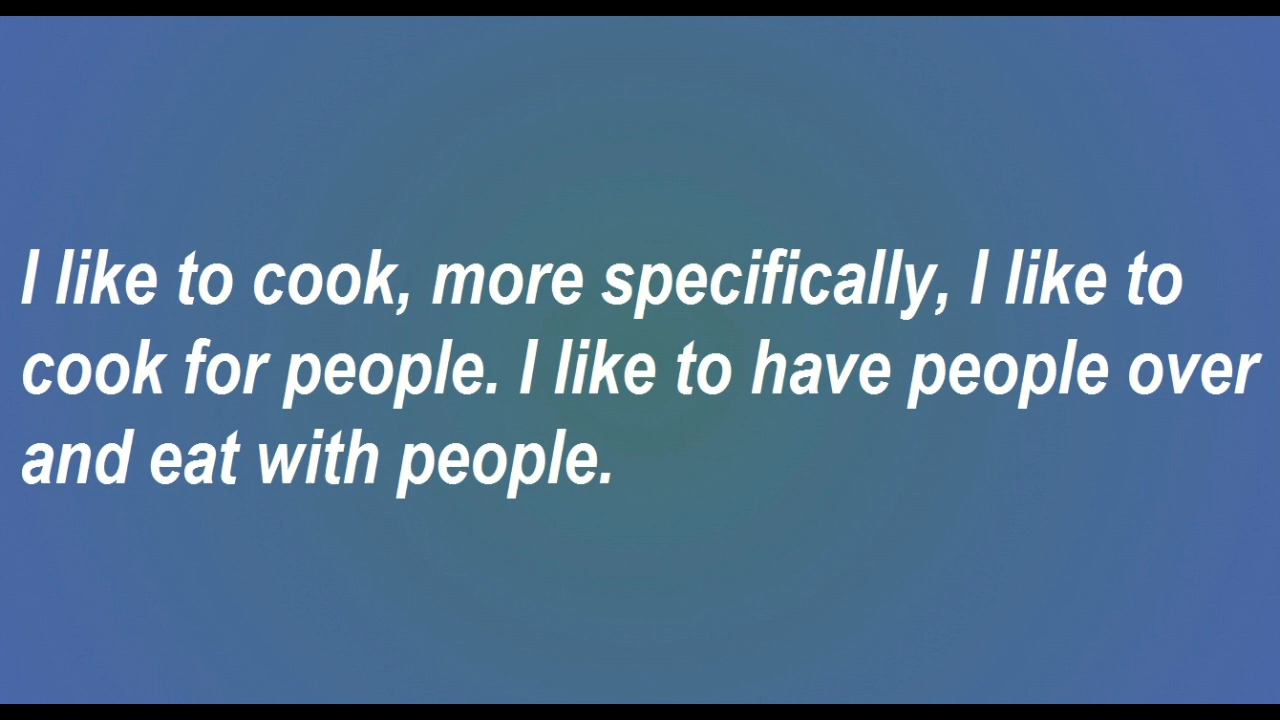 I like to cook, more specifically, I like to
cook for people. I like to have people over
and eat with people.